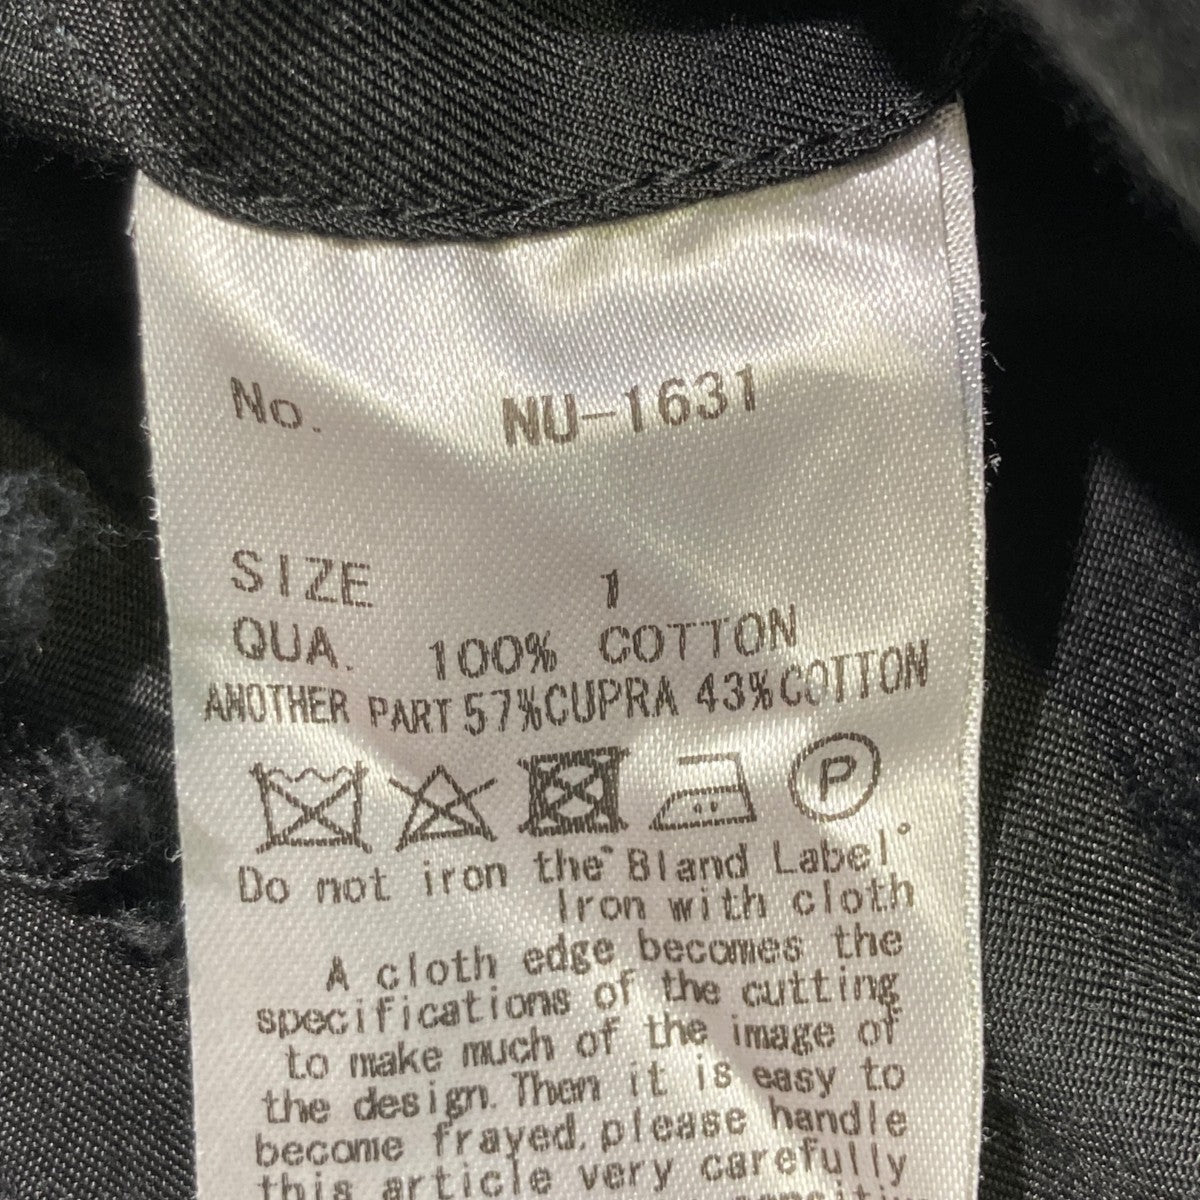 No. NU-1631
SIZE 1
QUA. 100% COTTON
ANOTHER PART 57%CUPRA 43%COTTON
P
Do not iron the"Bland Label"
Iron with cloth
A cloth edge becomes the
specifications of the cutting
to make much of the image of
the design. Then it is easy to
become frayed. please handle
this article very carefully